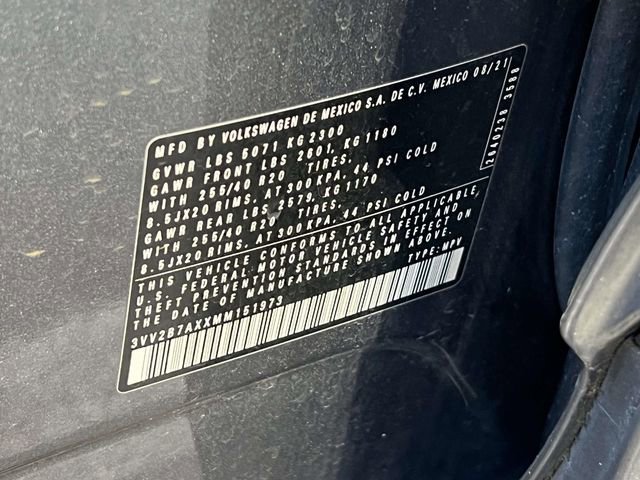 MFD BY VOLKSWAGEN DE MEXICO S.A. DE C.V. MEXICO 08/21
GVWR LBS 5071 KG 2300
GAWR FRONT LBS 2601, KG 1180
WITH 255/40 R20 TIRES,
8.5JX20 RIMS, AT 300 KPA, 44 PSI COLD
GAWR REAR LBS 2579, KG 1170
WITH 255/40 R20 TIRES,
8.5JX20 RIMS, AT 300 KPA, 44 PSI COLD
THIS VEHICLE CONFORMS TO ALL APPLICABLE,
U.S. FEDERAL MOTOR VEHICLE SAFETY AND
THEFT PREVENTION STANDARDS IN EFFECT ON
DATE OF MANUFACTURE SHOWN ABOVE.
TYPE: MPV
3VV2B7AXXMM151973
2640238 3588